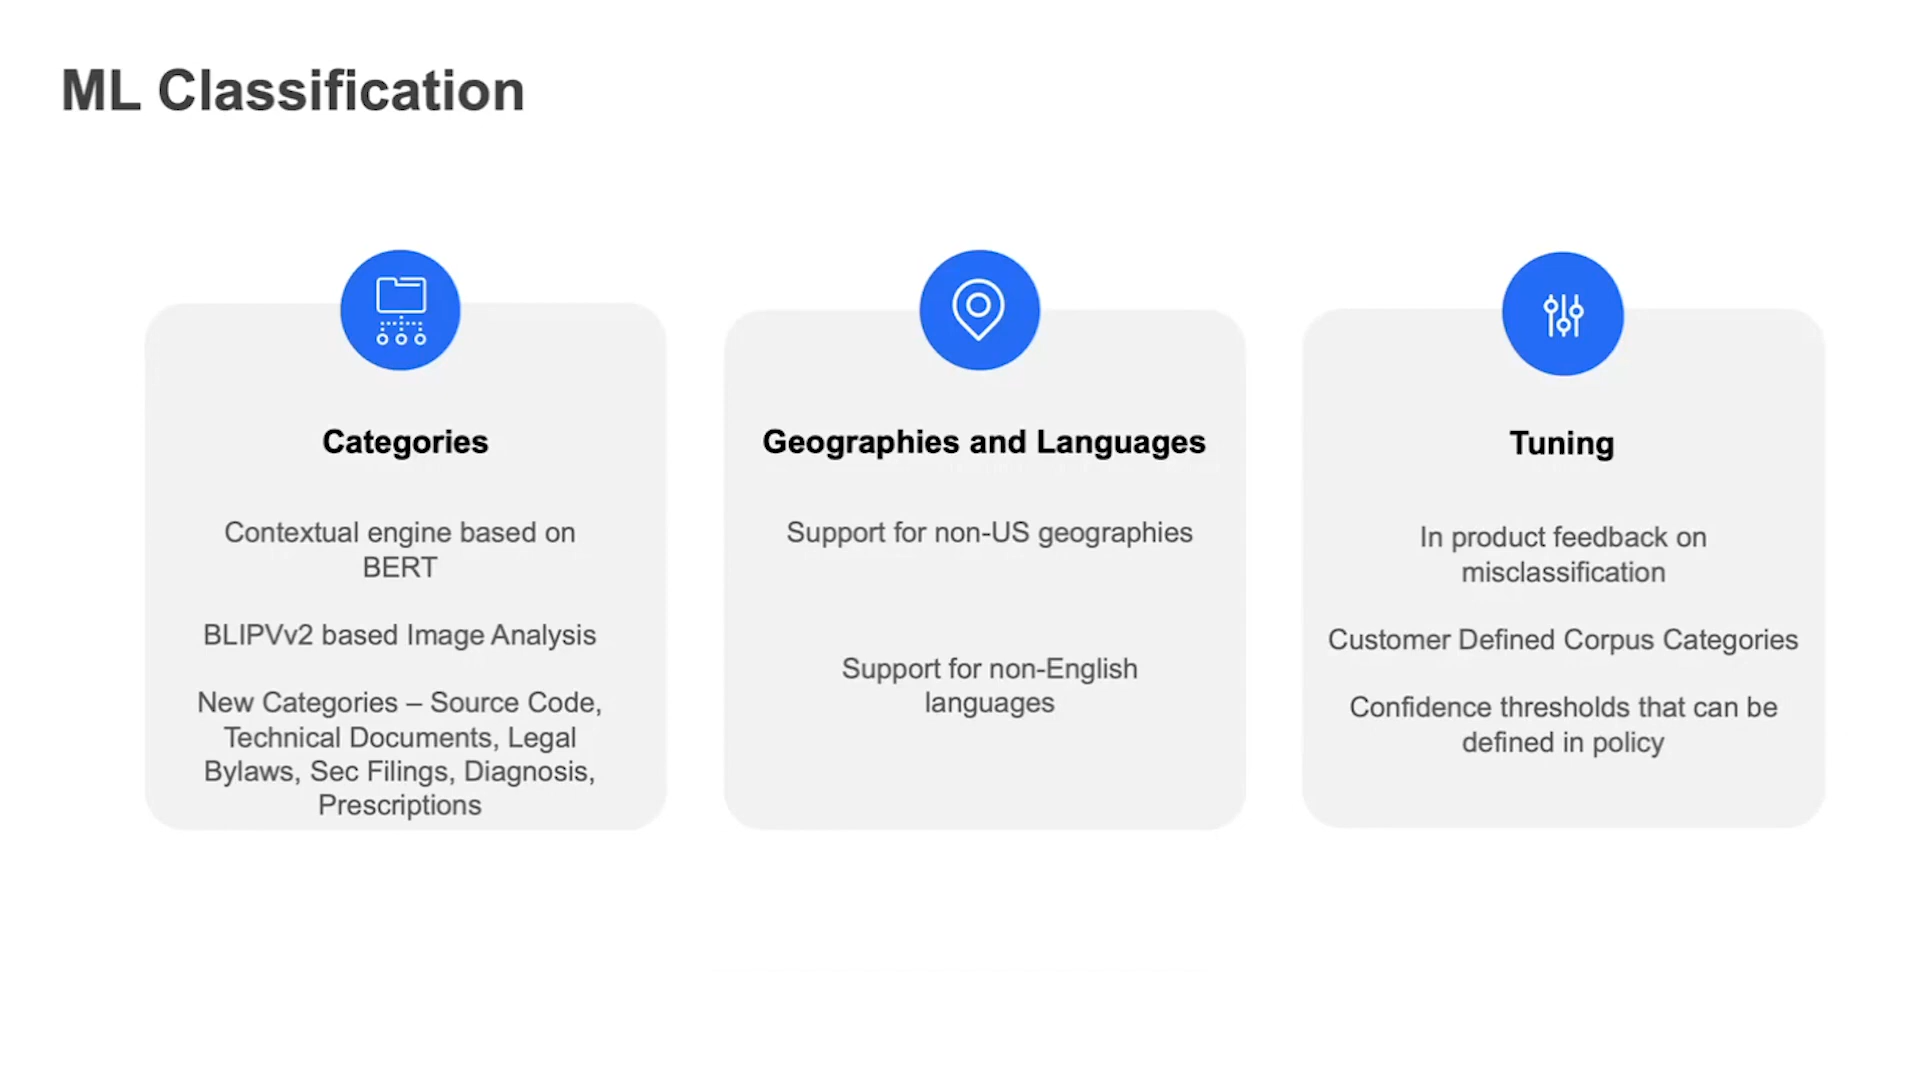 ML Classification
Categories
Contextual engine based on
BERT
BLIPVv2 based Image Analysis
New Categories – Source Code,
Technical Documents, Legal
Bylaws, Sec Filings, Diagnosis,
Prescriptions
Geographies and Languages
Support for non-US geographies
Support for non-English
languages
Tuning
In product feedback on
misclassification
Customer Defined Corpus Categories
Confidence thresholds that can be
defined in policy